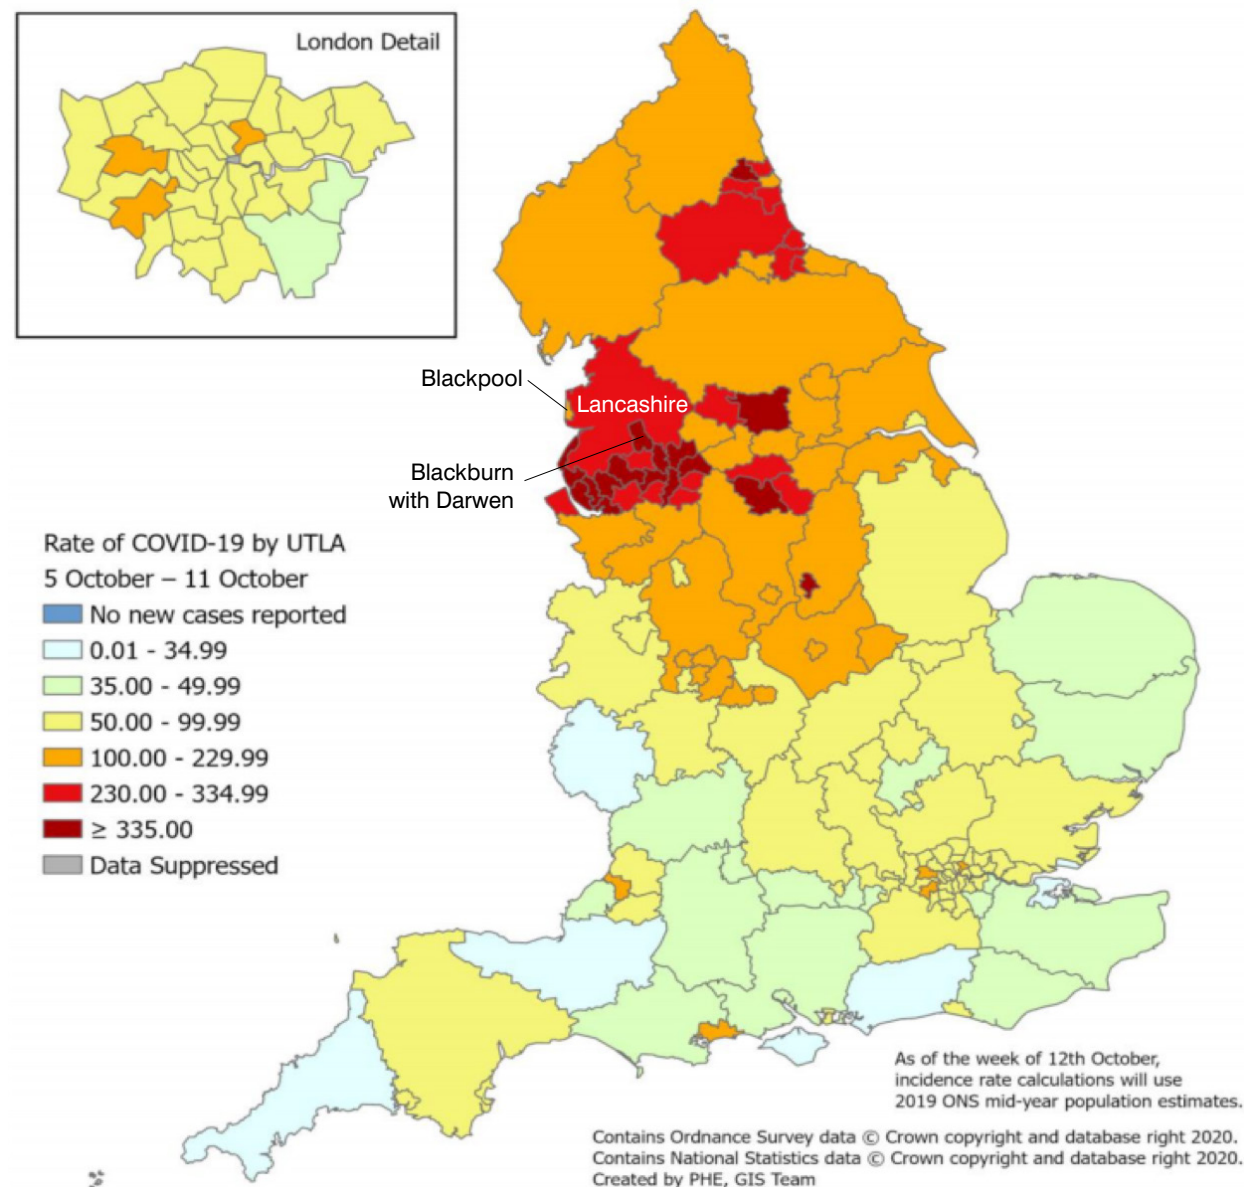 London Detail
Blackpool
Lancashire
Blackburn
with Darwen
Rate of COVID-19 by UTLA
5 October – 11 October
No new cases reported
0.01 - 34.99
35.00 - 49.99
50.00 - 99.99
100.00 - 229.99
230.00 - 334.99
≥ 335.00
Data Suppressed
As of the week of 12th October,
incidence rate calculations will use
2019 ONS mid-year population estimates.
Contains Ordnance Survey data © Crown copyright and database right 2020.
Contains National Statistics data © Crown copyright and database right 2020.
Created by PHE, GIS Team